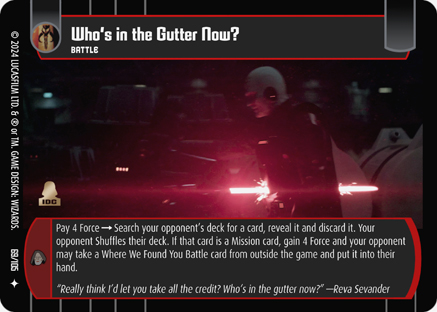 Who's in the Gutter Now?
BATTLE
© 2024 LUCASFILM LTD. & ® or TM. GAME DESIGN: WIZARDS.
IDC
Pay 4 Force → Search your opponent's deck for a card, reveal it and discard it. Your
opponent Shuffles their deck. If that card is a Mission card, gain 4 Force and your opponent
may take a Where We Found You Battle card from outside the game and put it into their
hand.
"Really think I'd let you take all the credit? Who's in the gutter now?" —Reva Sevander